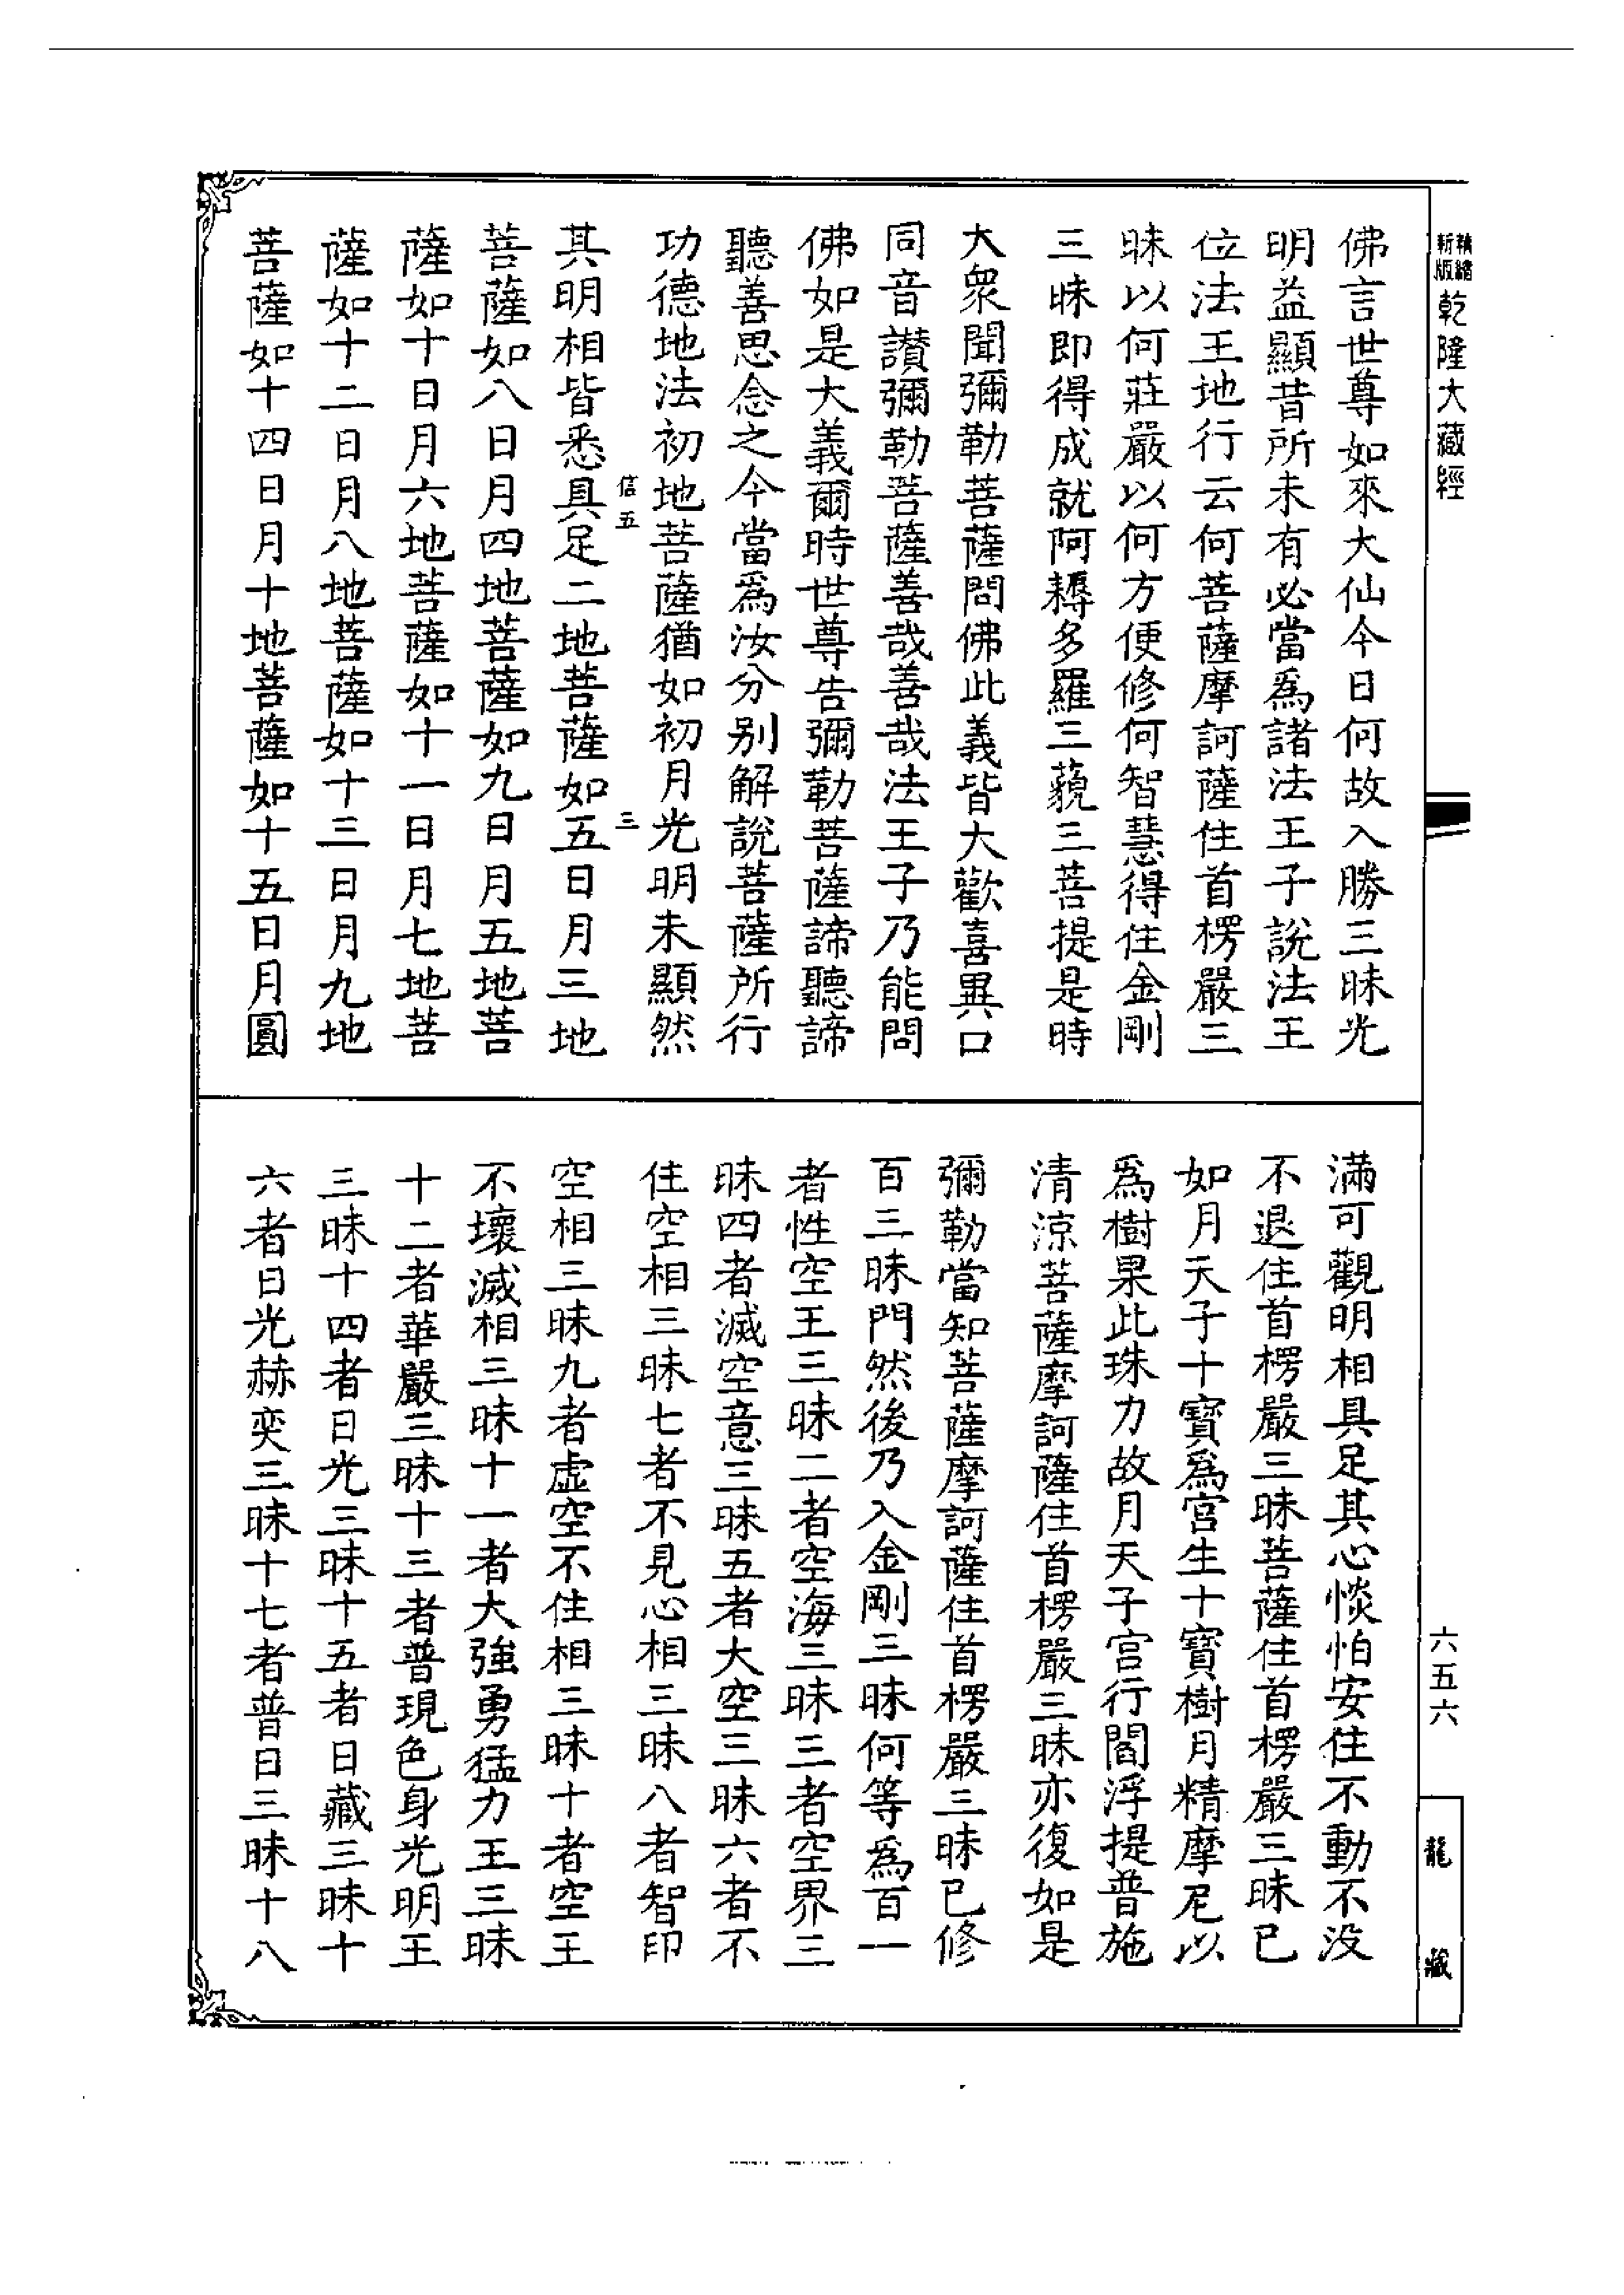 精縮新版乾隆大藏經
佛言世尊如來大仙今日何故入勝三昧光
明益顯昔所未有必當爲諸法王子說法王
位法王地行云何菩薩摩訶薩住首楞嚴三
昧以何莊嚴以何方便修何智慧得住金剛
三昧即得成就阿耨多羅三藐三菩提是時
大衆聞彌勒菩薩問佛此義皆大歡喜異口
同音讃彌勒菩薩善哉善哉法王子乃能問
佛如是大義爾時世尊告彌勒菩薩諦聽諦
聽善思念之今當爲汝分别解說菩薩所行
功德地法初地菩薩猶如初月光明未顯然
信五 三
其明相皆悉具足二地菩薩如五日月三地
菩薩如八日月四地菩薩如九日月五地菩
薩如十日月六地菩薩如十一日月七地菩
薩如十二日月八地菩薩如十三日月九地
菩薩如十四日月十地菩薩如十五日月圓
滿可觀明相具足其心惔怕安住不動不没
不退住首楞嚴三昧菩薩住首楞嚴三昧已
如月天子十寶爲宮生十寶樹月精摩尼以
爲樹果此珠力故月天子宮行閻浮提普施
清涼菩薩摩訶薩住首楞嚴三昧亦復如是
彌勒當知菩薩摩訶薩住首楞嚴三昧已修
百三昧門然後乃入金剛三昧何等爲百一
者性空王三昧二者空海三昧三者空界三
昧四者滅空意三昧五者大空三昧六者不
住空相三昧七者不見心相三昧八者智印
空相三昧九者虛空不住相三昧十者空王
不壞滅相三昧十一者大強勇猛力王三昧
十二者華嚴三昧十三者普現色身光明王
三昧十四者日光三昧十五者日藏三昧十
六者日光赫奕三昧十七者普日三昧十八
六五六
龍藏